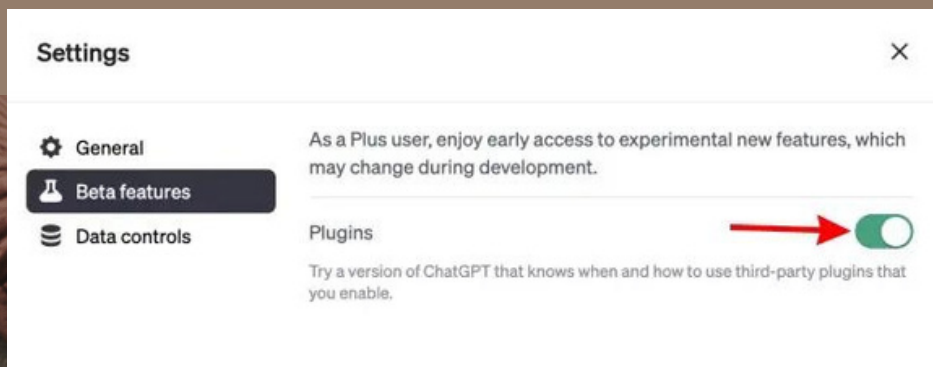 Settings
General
Beta features
Data controls
As a Plus user, enjoy early access to experimental new features, which
may change during development.
Plugins
Try a version of ChatGPT that knows when and how to use third-party plugins that
you enable.